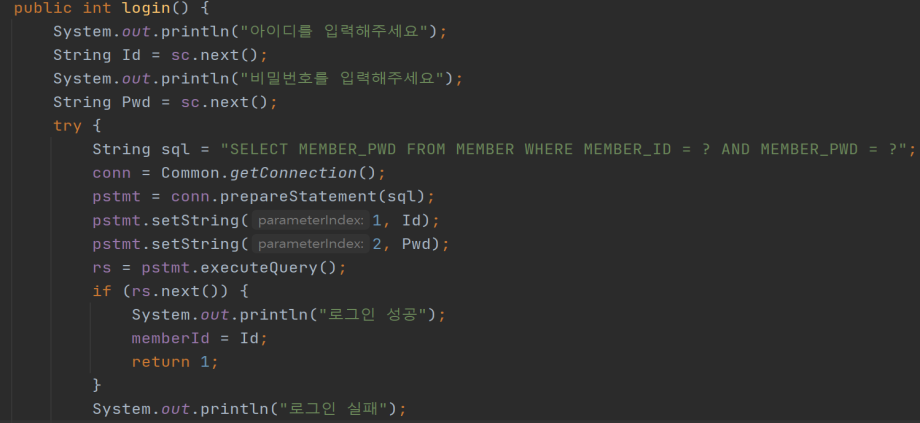 public int login() {
System.out.println("아이디를 입력해주세요");
String Id = sc.next();
System.out.println("비밀번호를 입력해주세요");
String Pwd = sc.next();
try {
String sql = "SELECT MEMBER_PWD FROM MEMBER WHERE MEMBER_ID = ? AND MEMBER_PWD = ?";
conn = Common.getConnection();
pstmt = conn.prepareStatement(sql);
pstmt.setString( parameterIndex: 1, Id);
pstmt.setString( parameterIndex: 2, Pwd);
rs = pstmt.executeQuery();
if (rs.next()) {
System.out.println("로그인 성공");
memberId = Id;
return 1;
}
System.out.println("로그인 실패");